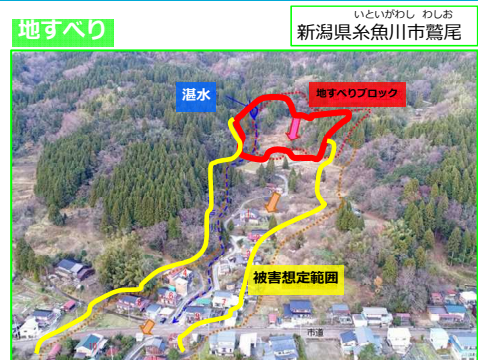 地すべり
いといがわし わしお
新潟県糸魚川市鷲尾
湛水
地すべりブロック
被害想定範囲
市道